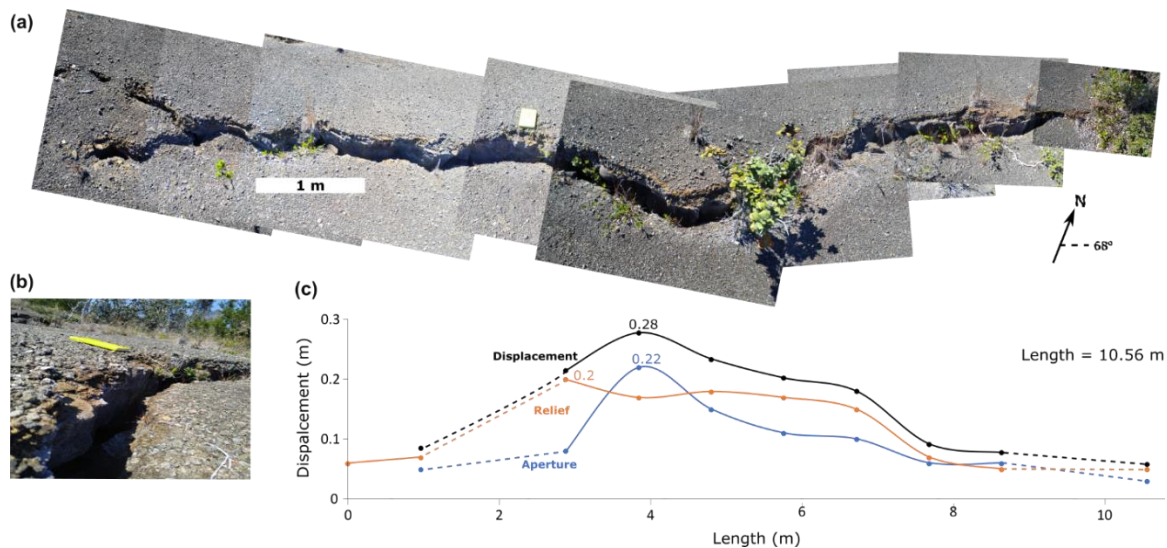 (a)
1 m
N
68°
(b)
(c)
0.3
0.2
0.1
0
Dispalcement (m)
0.28
Displacement
0.22
0.2
Relief
Aperture
Length = 10.56 m
0
2
4
6
8
10
Length (m)